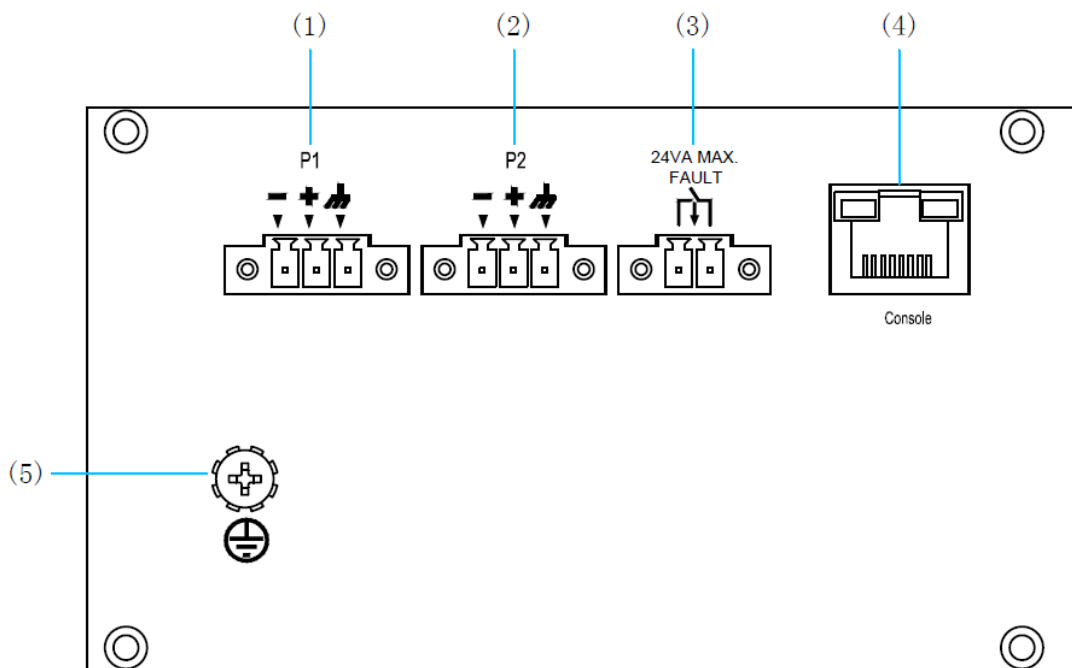 (1) (2) (3) (4)
P1 P2 24VA MAX.
FAULT
- + - +
Console
(5)